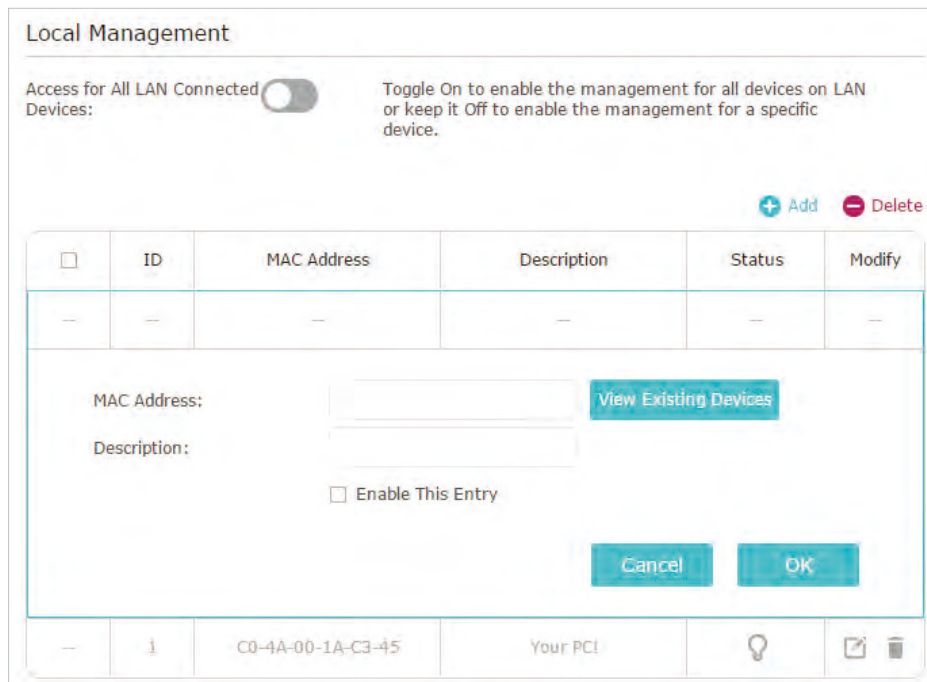 Local Management
Access for All LAN Connected
Devices:
Toggle On to enable the management for all devices on LAN
or keep it Off to enable the management for a specific
device.
Add Delete
ID MAC Address Description Status Modify
-- -- -- -- -- --
MAC Address: View Existing Devices
Description:
Enable This Entry
Cancel OK
-- 1 C0-4A-00-1A-C3-45 Your PC!